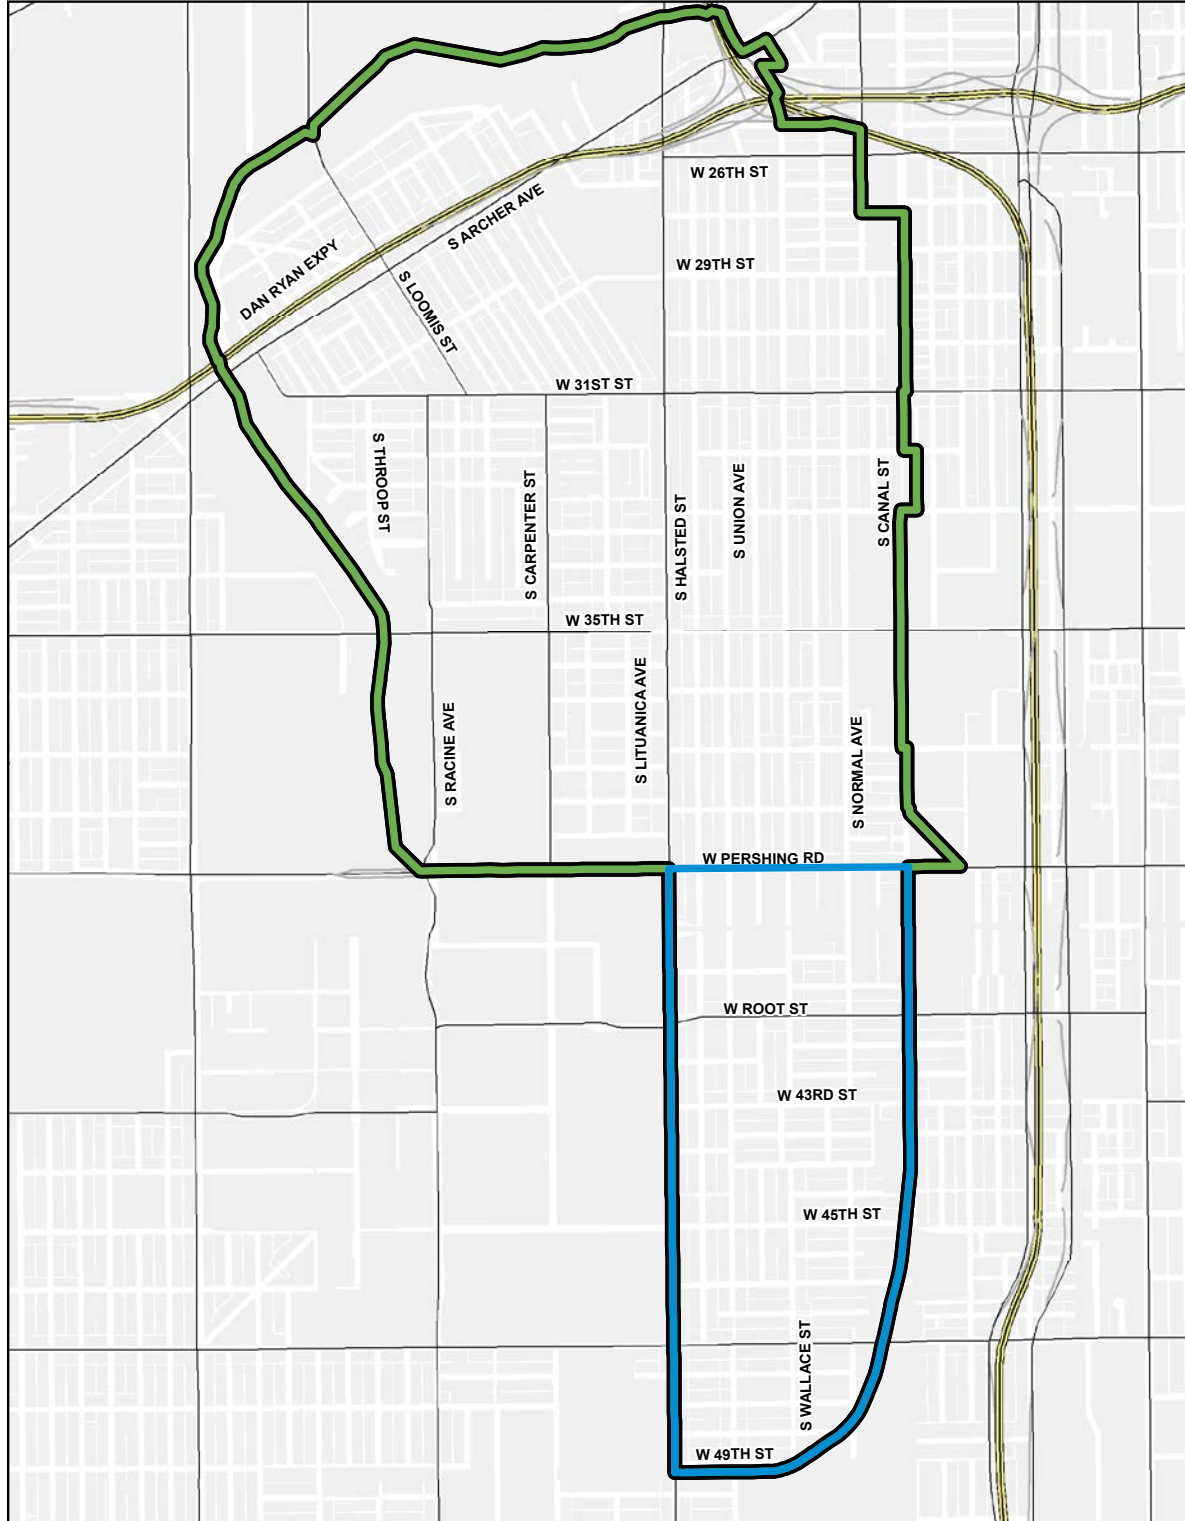 W 26TH ST
S ARCHER AVE
W 29TH ST
DAN RYAN EXPY
S LOOMIS ST
W 31ST ST
S THROOP ST
S CARPENTER ST
S HALSTED ST
S UNION AVE
S CANAL ST
W 35TH ST
S LITUANICA AVE
S RACINE AVE
S NORMAL AVE
W PERSHING RD
W ROOT ST
W 43RD ST
W 45TH ST
S WALLACE ST
W 49TH ST